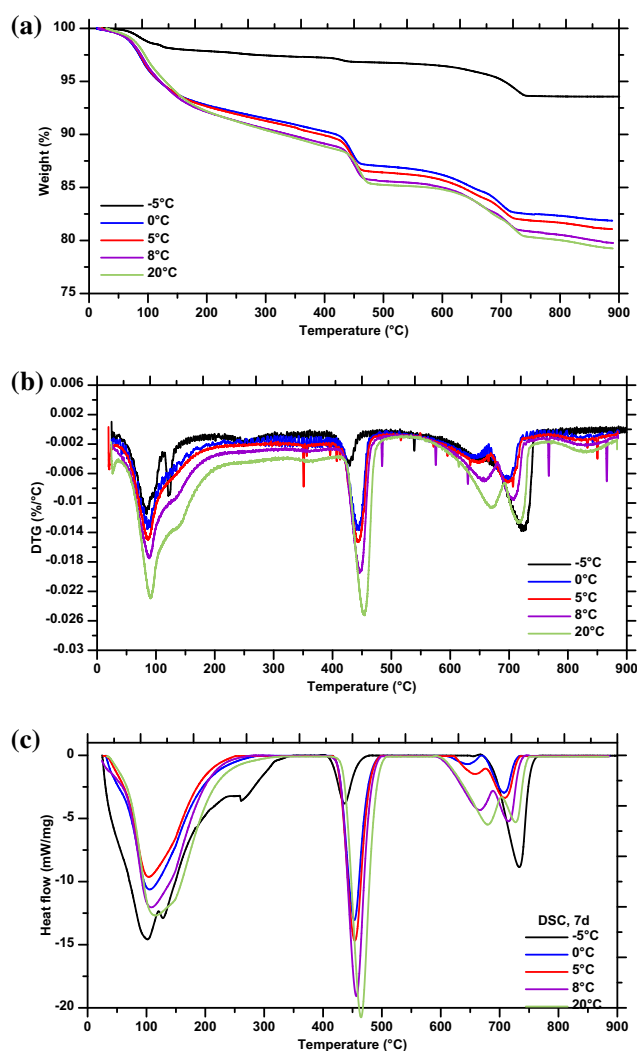 (a)
100
95
90
85
80
75
Weight (%)
-5°C
0°C
5°C
8°C
20°C
0 100 200 300 400 500 600 700 800 900
Temperature (°C)
(b)
0.006
0.002
-0.002
-0.006
-0.01
-0.014
-0.018
-0.022
-0.026
-0.03
DTG (%/°C)
-5°C
0°C
5°C
8°C
20°C
0 100 200 300 400 500 600 700 800 900
Temperature (°C)
(c)
0
-5
-10
-15
-20
Heat flow (mW/mg)
DSC, 7d
-5°C
0°C
5°C
8°C
20°C
0 100 200 300 400 500 600 700 800 900
Temperature (°C)